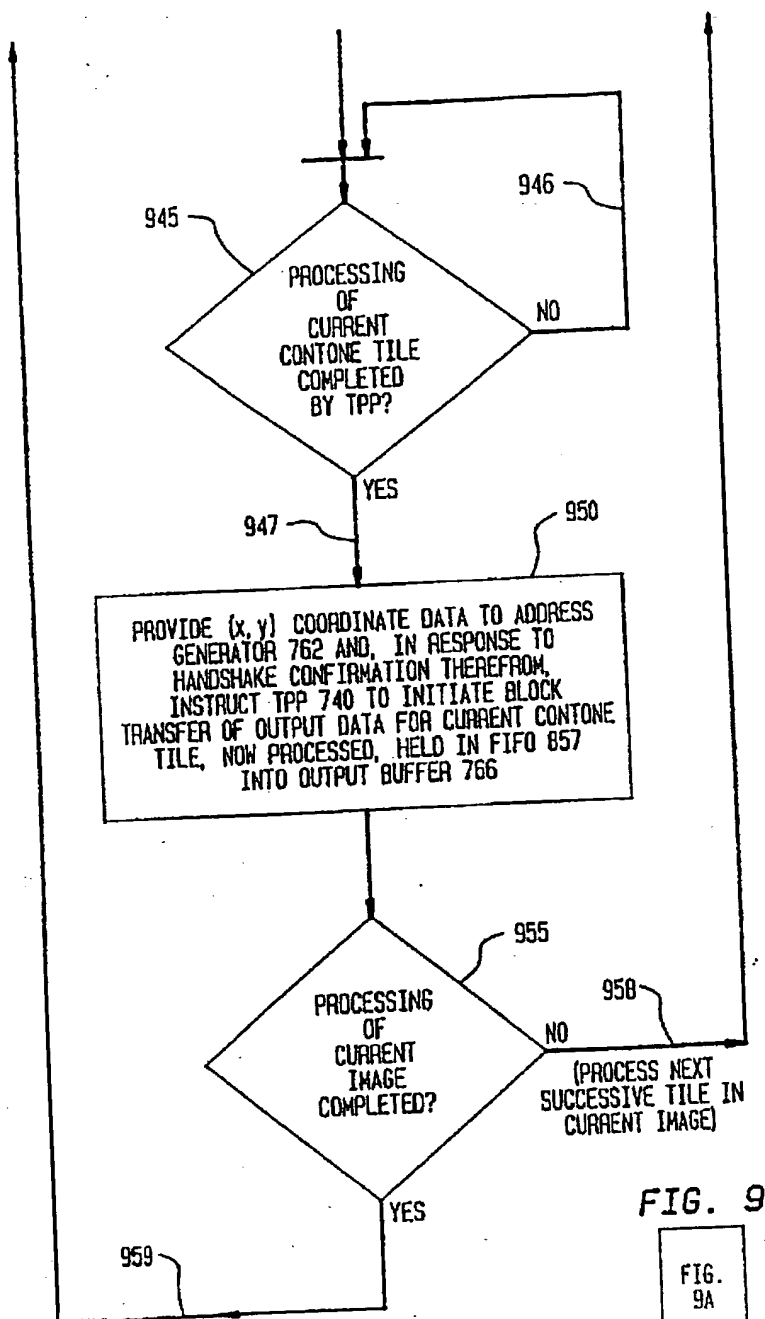 946
945
PROCESSING
OF
CURRENT
CONTONE TILE
COMPLETED
BY TPP?
NO
YES
947
950
PROVIDE (x, y) COORDINATE DATA TO ADDRESS
GENERATOR 762 AND, IN RESPONSE TO
HANDSHAKE CONFIRMATION THEREFROM,
INSTRUCT TPP 740 TO INITIATE BLOCK
TRANSFER OF OUTPUT DATA FOR CURRENT CONTONE
TILE, NOW PROCESSED, HELD IN FIFO 857
INTO OUTPUT BUFFER 766
955
PROCESSING
OF
CURRENT
IMAGE
COMPLETED?
NO
958
(PROCESS NEXT
SUCCESSIVE TILE IN
CURRENT IMAGE)
YES
959
FIG. 9
FIG.
9A